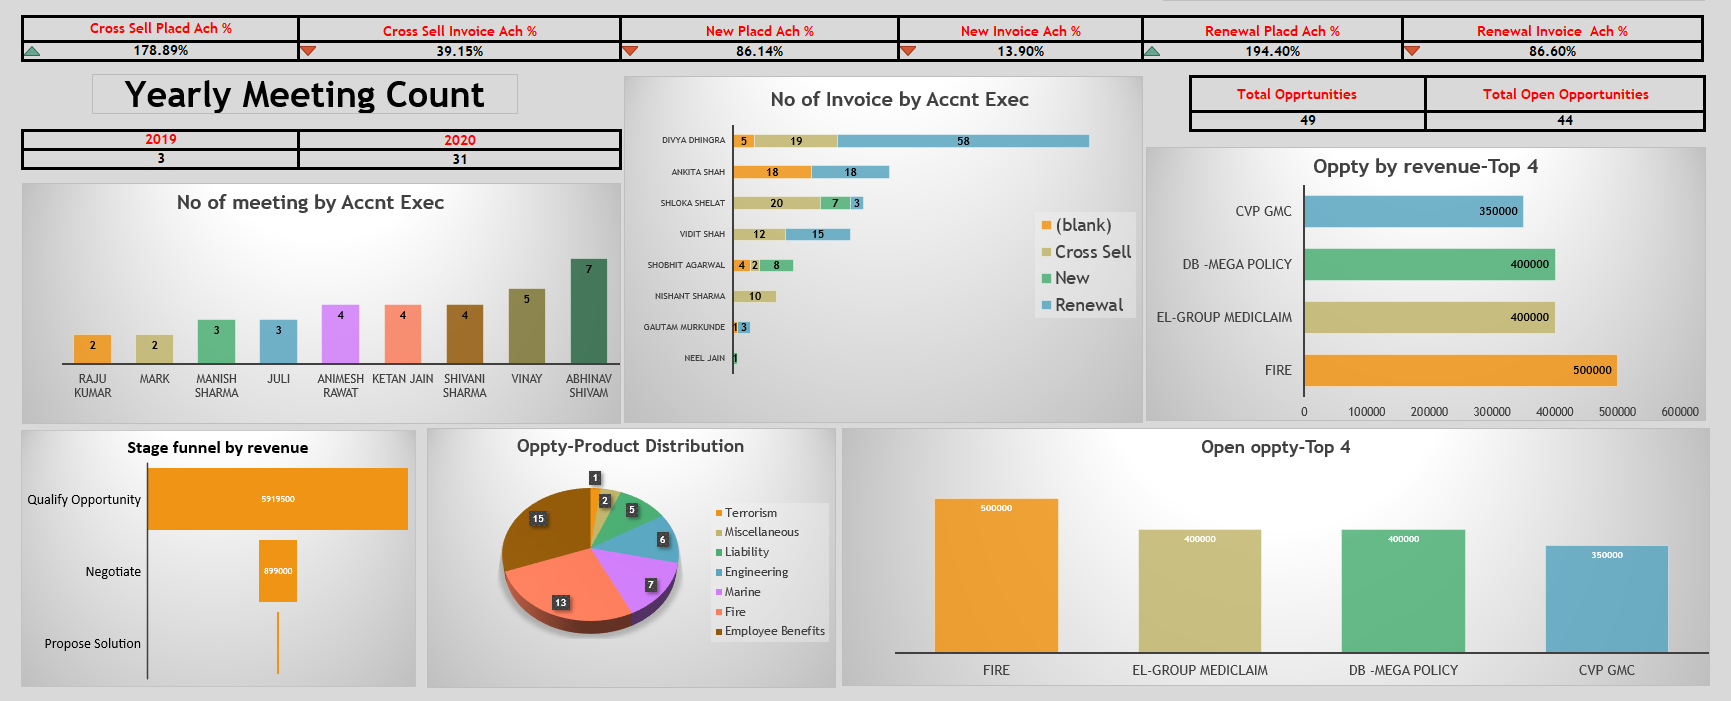 Cross Sell Placd Ach %
Cross Sell Invoice Ach %
New Placd Ach %
New Invoice Ach %
Renewal Placd Ach %
Renewal Invoice  Ach %
178.89%
39.15%
86.14%
13.90%
194.40%
86.60%
Yearly Meeting Count
2019
2020
3
31
No of meeting by Accnt Exec
2
2
3
3
4
4
4
5
7
RAJU KUMAR
MARK
MANISH SHARMA
JULI
ANIMESH RAWAT
KETAN JAIN
SHIVANI SHARMA
VINAY
ABHINAV SHIVAM
No of Invoice by Accnt Exec
DIVYA DHINGRA 5 19 58
ANKITA SHAH 18 18
SHLOKA SHELAT 20 7 3
VIDIT SHAH 12 15
SHOBHIT AGARWAL 4 2 8
NISHANT SHARMA 10
GAUTAM MURKUNDE 1 3
NEEL JAIN 1
(blank)
Cross Sell
New
Renewal
Total Opprtunities
Total Open Opportunities
49
44
Oppty by revenue-Top 4
CVP GMC 350000
DB -MEGA POLICY 400000
EL-GROUP MEDICLAIM 400000
FIRE 500000
0 100000 200000 300000 400000 500000 600000
Stage funnel by revenue
Qualify Opportunity 5919500
Negotiate 899000
Propose Solution
Oppty-Product Distribution
1
2
5
6
7
13
15
Terrorism
Miscellaneous
Liability
Engineering
Marine
Fire
Employee Benefits
Open oppty-Top 4
500000
400000
400000
350000
FIRE
EL-GROUP MEDICLAIM
DB -MEGA POLICY
CVP GMC